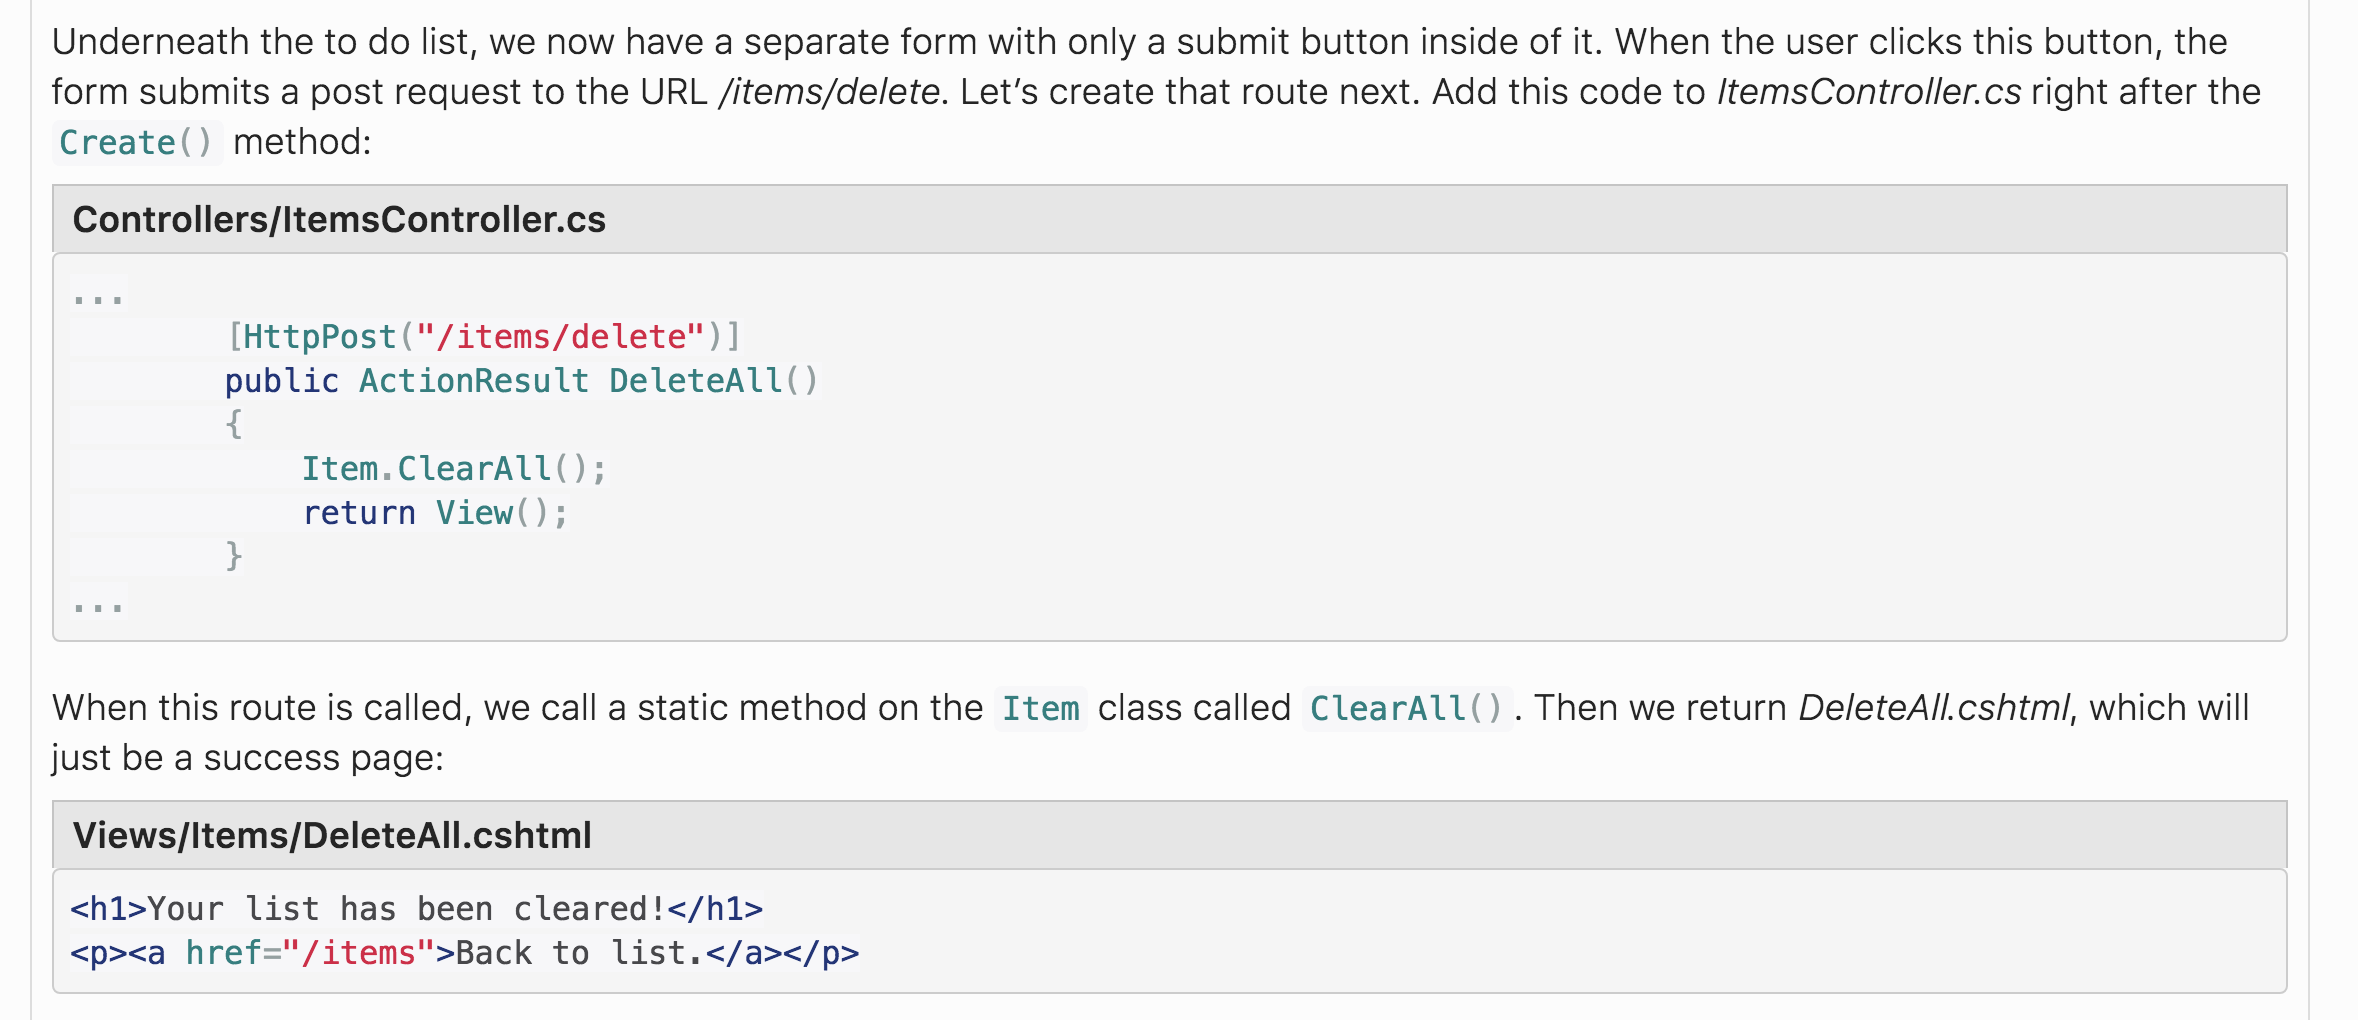 Underneath the to do list, we now have a separate form with only a submit button inside of it. When the user clicks this button, the
form submits a post request to the URL /items/delete. Let’s create that route next. Add this code to ItemsController.cs right after the
Create() method:
Controllers/ItemsController.cs
...
        [HttpPost("/items/delete")]
        public ActionResult DeleteAll()
        {
            Item.ClearAll();
            return View();
        }
...
When this route is called, we call a static method on the Item class called ClearAll(). Then we return DeleteAll.cshtml, which will
just be a success page:
Views/Items/DeleteAll.cshtml
<h1>Your list has been cleared!</h1>
<p><a href="/items">Back to list.</a></p>